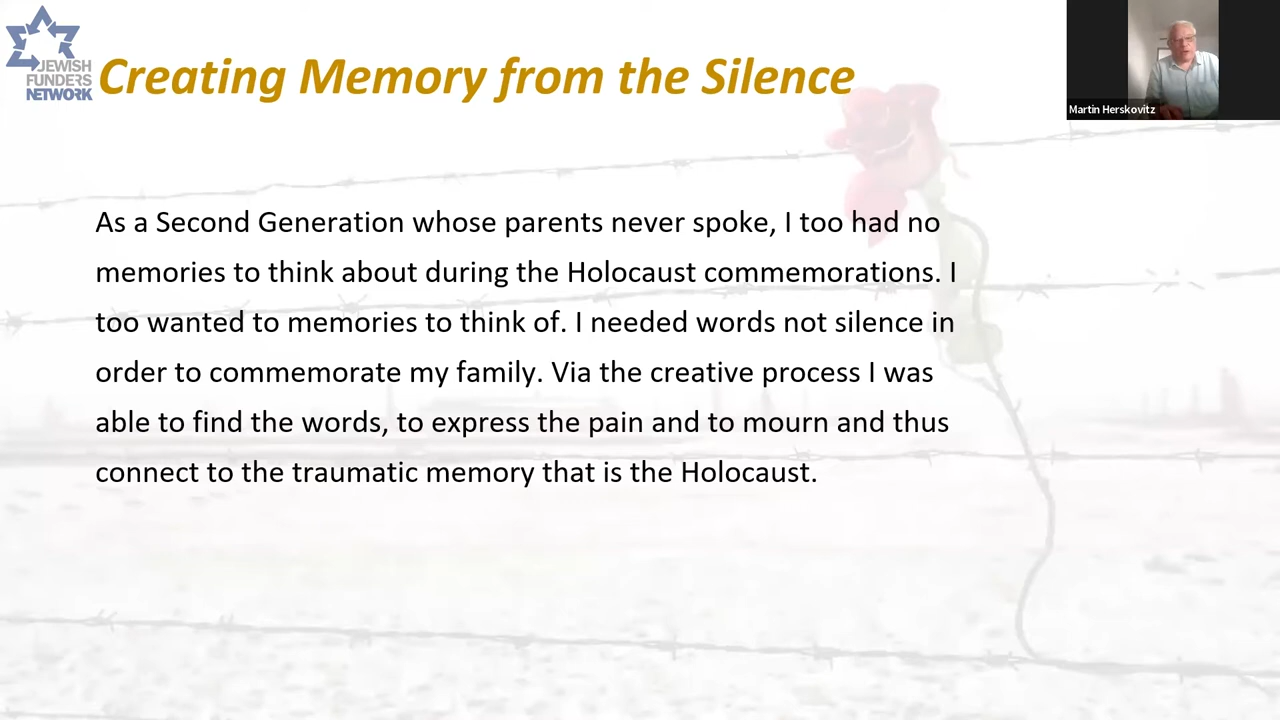 JEWISH
FUNDERS
NETWORK
Creating Memory from the Silence
Martin Herskovitz
As a Second Generation whose parents never spoke, I too had no
memories to think about during the Holocaust commemorations. I
too wanted to memories to think of. I needed words not silence in
order to commemorate my family. Via the creative process I was
able to find the words, to express the pain and to mourn and thus
connect to the traumatic memory that is the Holocaust.